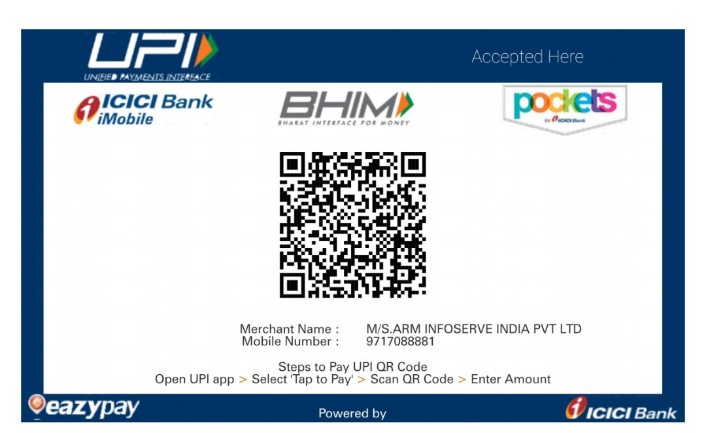 UPI
UNIFIED PAYMENTS INTERFACE
Accepted Here
ICICI Bank
iMobile
BHIM
BHARAT INTERFACE FOR MONEY
pockets
by ICICI Bank
Merchant Name : M/S.ARM INFOSERVE INDIA PVT LTD
Mobile Number : 9717088881
Steps to Pay UPI QR Code
Open UPI app > Select 'Tap to Pay' > Scan QR Code > Enter Amount
eazypay
Powered by
ICICI Bank